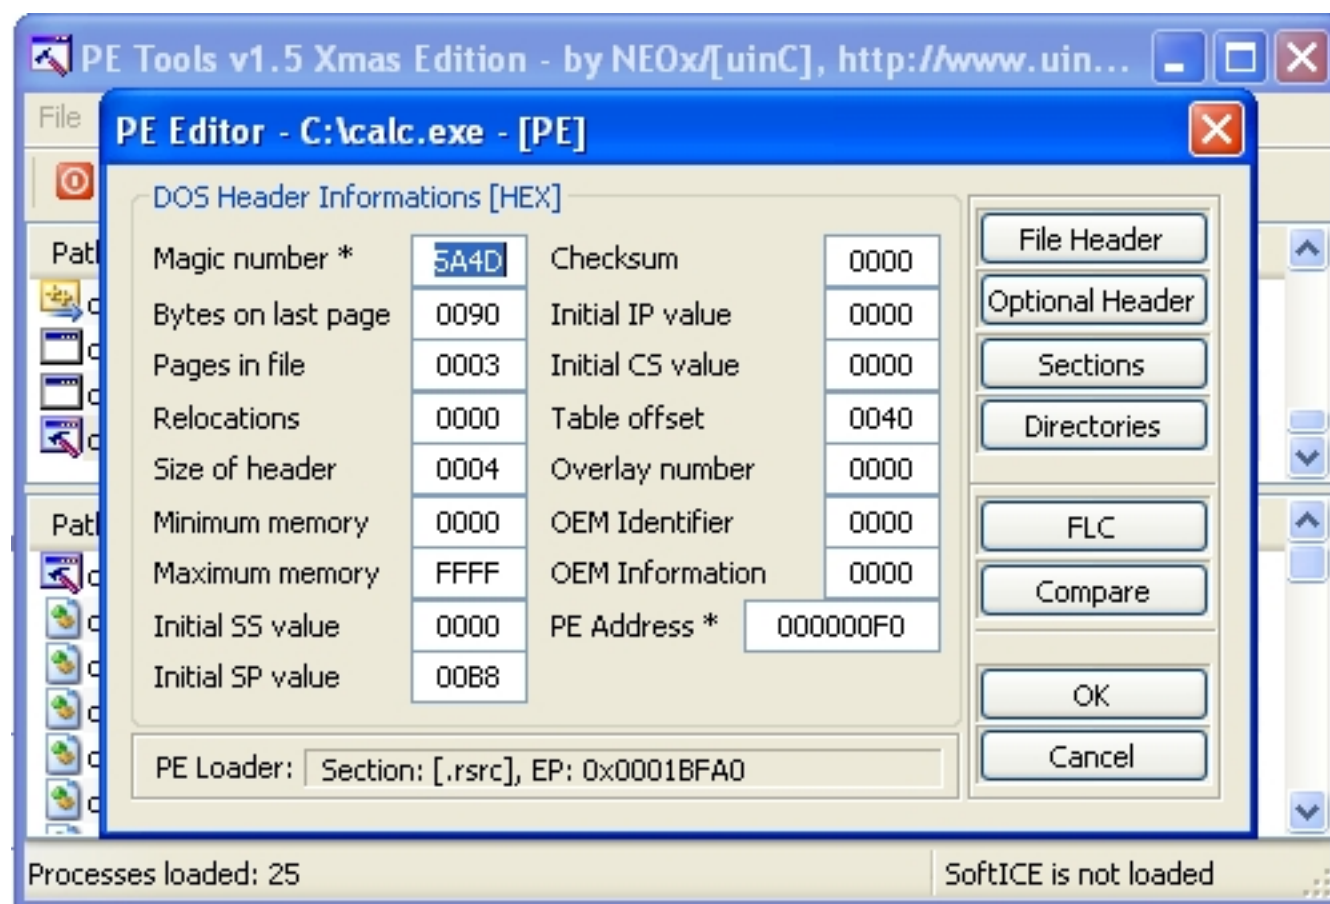 PE Tools v1.5 Xmas Edition - by NEOx/[uinC], http://www.uin...
File
PE Editor - C:\calc.exe - [PE]
DOS Header Informations [HEX]
Magic number * 5A4D Checksum 0000
Bytes on last page 0090 Initial IP value 0000
Pages in file 0003 Initial CS value 0000
Relocations 0000 Table offset 0040
Size of header 0004 Overlay number 0000
Minimum memory 0000 OEM Identifier 0000
Maximum memory FFFF OEM Information 0000
Initial SS value 0000 PE Address * 000000F0
Initial SP value 00B8
PE Loader: Section: [.rsrc], EP: 0x0001BFA0
File Header
Optional Header
Sections
Directories
FLC
Compare
OK
Cancel
Processes loaded: 25 SoftICE is not loaded